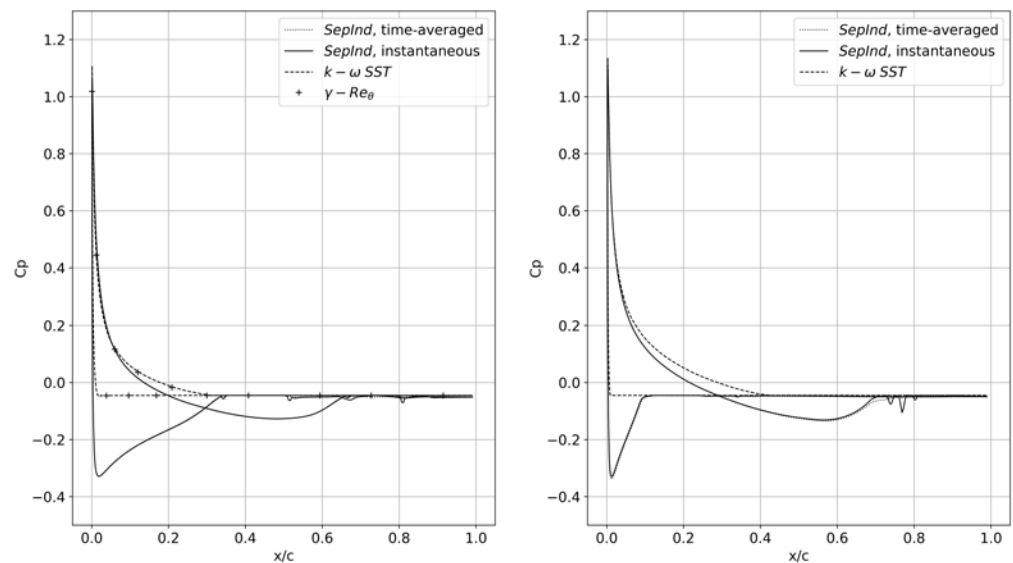 SepInd, time-averaged
SepInd, instantaneous
k − ω SST
γ − Reθ
1.2
1.0
0.8
0.6
0.4
0.2
0.0
−0.2
−0.4
Cp
0.0 0.2 0.4 0.6 0.8 1.0
x/c
SepInd, time-averaged
SepInd, instantaneous
k − ω SST
1.2
1.0
0.8
0.6
0.4
0.2
0.0
−0.2
−0.4
Cp
0.0 0.2 0.4 0.6 0.8 1.0
x/c